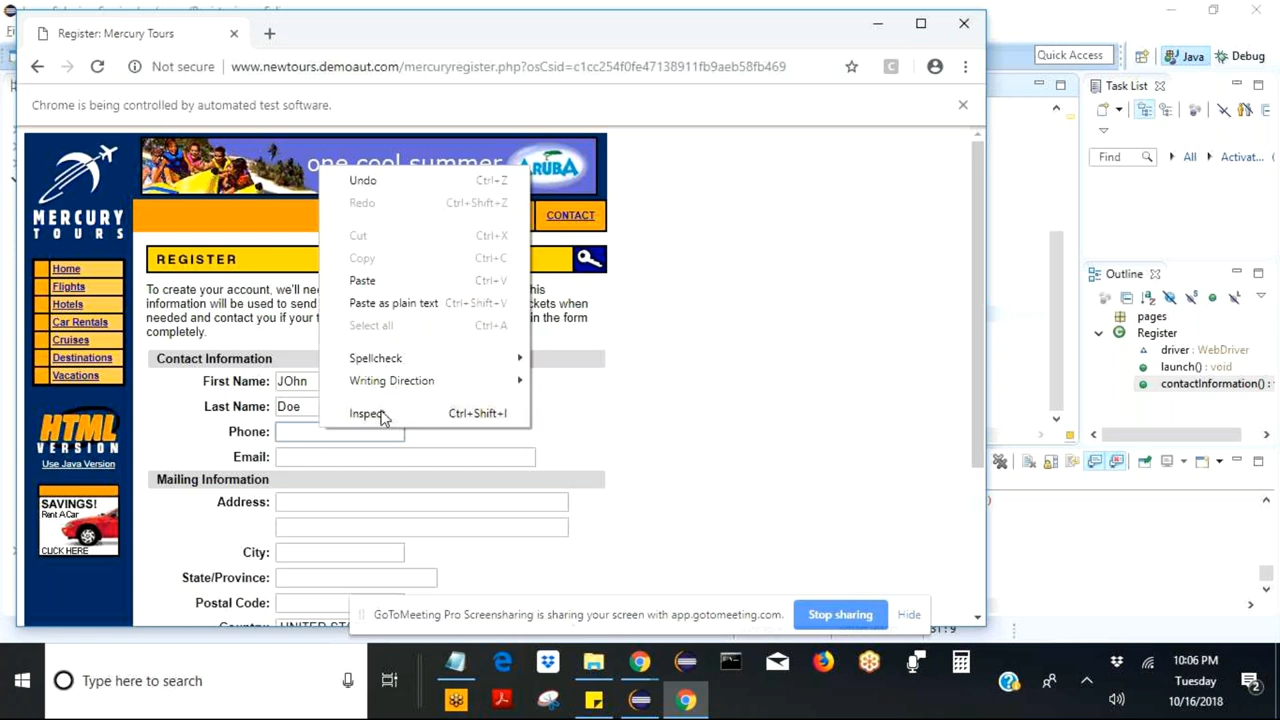 Register: Mercury Tours
Not secure
www.newtours.demoaut.com/mercuryregister.php?osCsid=c1cc254f0fe47138911fb9aeb58fb469
Chrome is being controlled by automated test software.
one cool summer
ARUBA
MERCURY
TOURS
CONTACT
REGISTER
Home
Flights
Hotels
Car Rentals
Cruises
Destinations
Vacations
HTML
VERSION
Use Java Version
SAVINGS!
Rent A Car
CLICK HERE
To create your account, we'll
this
information will be used to send
ckets when
needed and contact you if your
in the form
completely.
Contact Information
First Name: JOhn
Last Name: Doe
Phone:
Email:
Mailing Information
Address:
City:
State/Province:
Postal Code:
Undo Ctrl+Z
Redo Ctrl+Shift+Z
Cut Ctrl+X
Copy Ctrl+C
Paste Ctrl+V
Paste as plain text Ctrl+Shift+V
Select all Ctrl+A
Spellcheck
Writing Direction
Inspect Ctrl+Shift+I
GoToMeeting Pro Screensharing is sharing your screen with app.gotomeeting.com.
Stop sharing
Hide
Quick Access
Java
Debug
Task List
Find
All
Activat...
Outline
pages
Register
driver : WebDriver
launch() : void
contactInformation() :
31:9
Type here to search
10:06 PM
Tuesday
10/16/2018
2